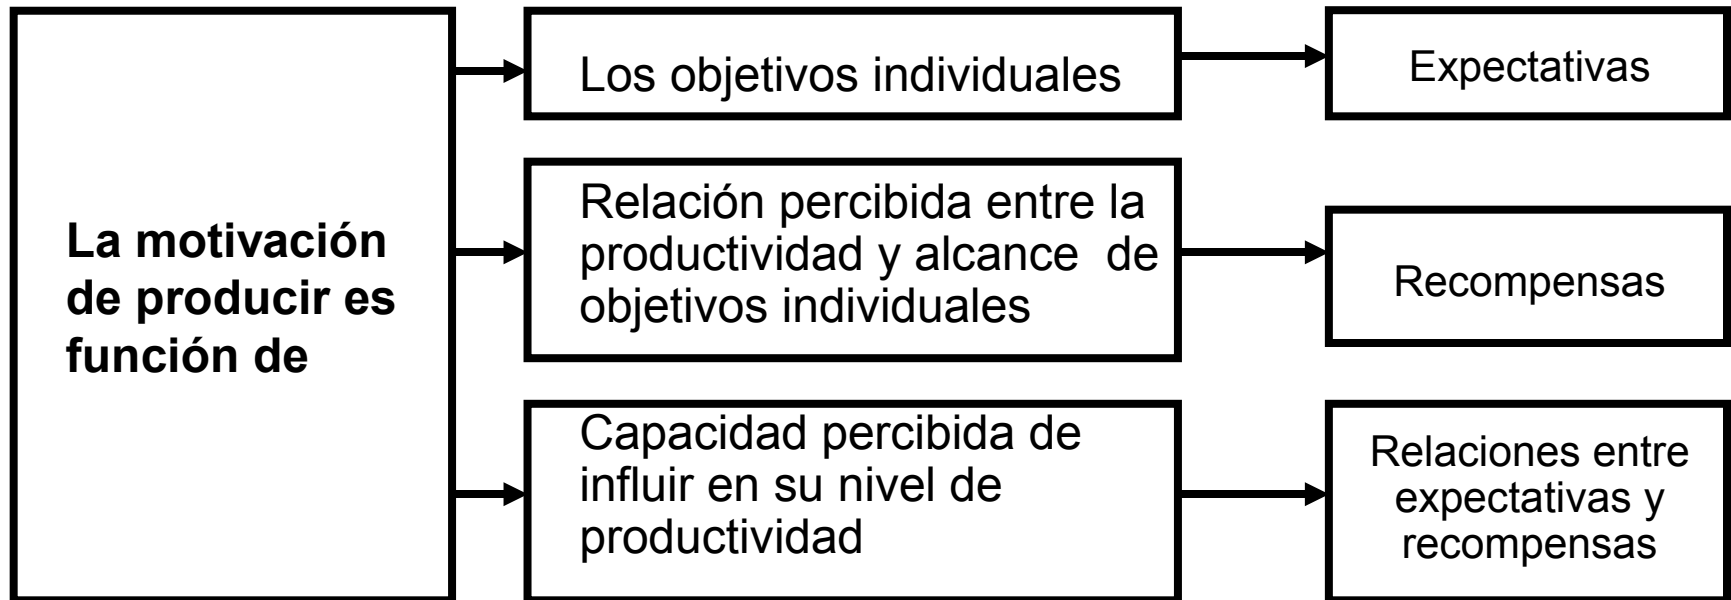 La motivación
de producir es
función de
Los objetivos individuales
Expectativas
Relación percibida entre la
productividad y alcance de
objetivos individuales
Recompensas
Capacidad percibida de
influir en su nivel de
productividad
Relaciones entre
expectativas y
recompensas